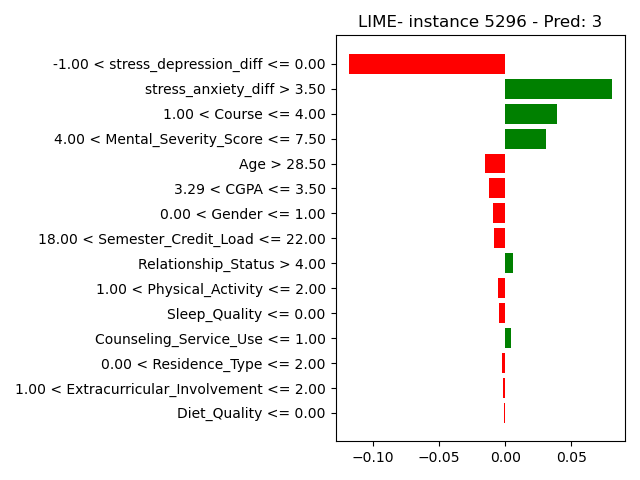 LIME- instance 5296 - Pred: 3
-1.00 < stress_depression_diff <= 0.00
stress_anxiety_diff > 3.50
1.00 < Course <= 4.00
4.00 < Mental_Severity_Score <= 7.50
Age > 28.50
3.29 < CGPA <= 3.50
0.00 < Gender <= 1.00
18.00 < Semester_Credit_Load <= 22.00
Relationship_Status > 4.00
1.00 < Physical_Activity <= 2.00
Sleep_Quality <= 0.00
Counseling_Service_Use <= 1.00
0.00 < Residence_Type <= 2.00
1.00 < Extracurricular_Involvement <= 2.00
Diet_Quality <= 0.00
−0.10 −0.05 0.00 0.05